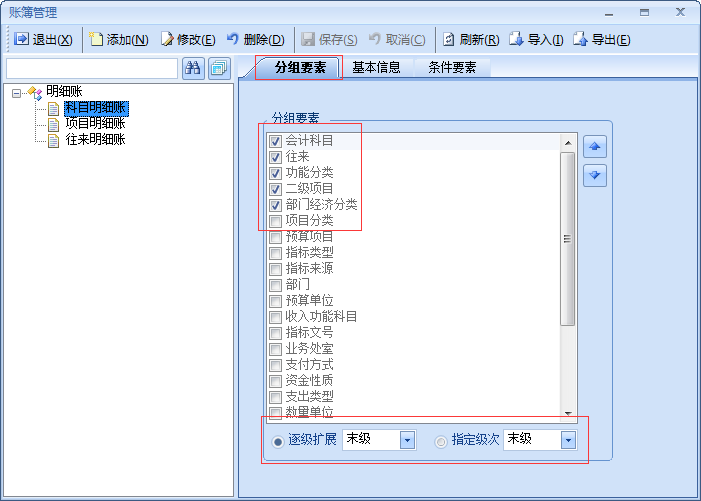 账簿管理
退出(X) 添加(N) 修改(E) 删除(D) 保存(S) 取消(C) 刷新(R) 导入(I) 导出(E)
分组要素 基本信息 条件要素
明细账
科目明细账
项目明细账
往来明细账
分组要素
会计科目
往来
功能分类
二级项目
部门经济分类
项目分类
预算项目
指标类型
指标来源
部门
预算单位
收入功能科目
指标文号
业务处室
支付方式
资金性质
支出类型
数量单位
逐级扩展 末级 指定级次 末级